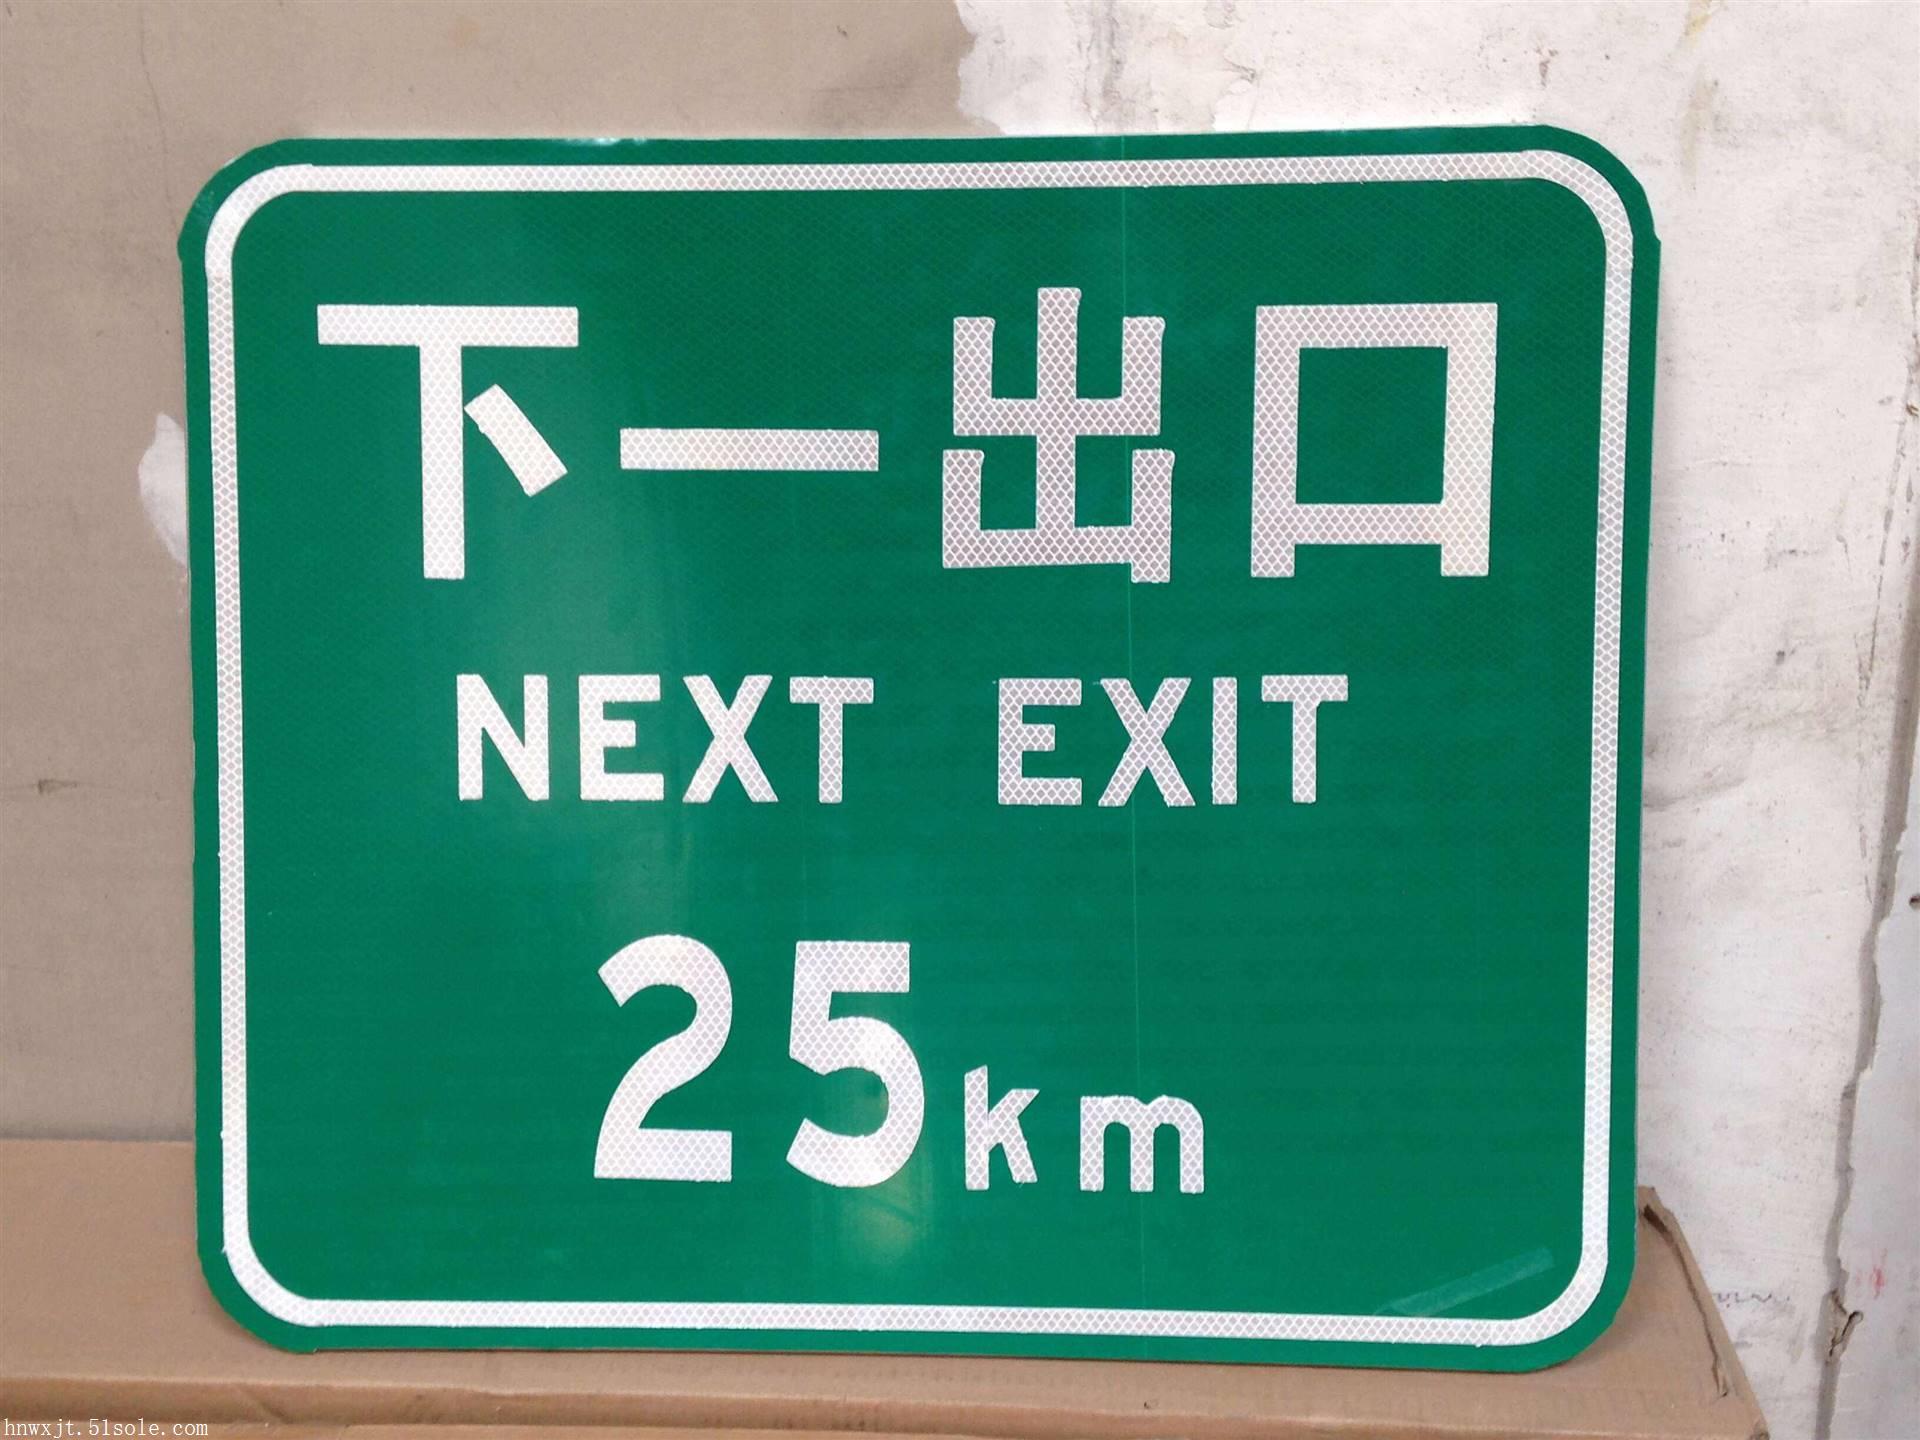 下一出口
NEXT EXIT
25km
hnwxjt.51sole.com